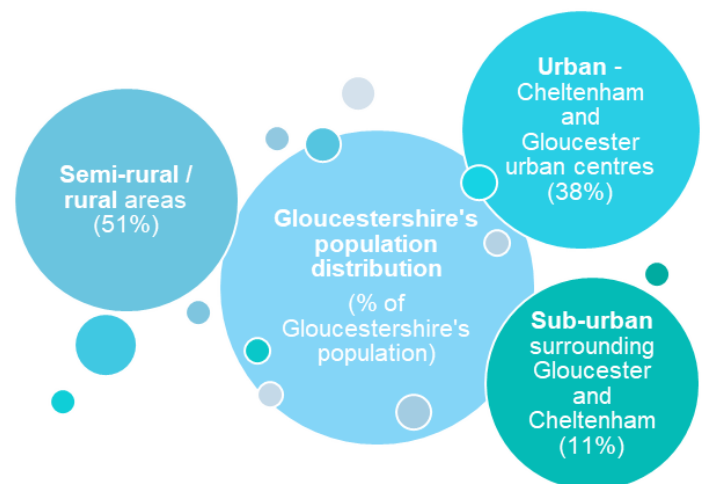 Semi-rural /
rural areas
(51%)
Gloucestershire's
population
distribution
(% of
Gloucestershire's
population)
Urban -
Cheltenham
and
Gloucester
urban centres
(38%)
Sub-urban
surrounding
Gloucester
and
Cheltenham
(11%)